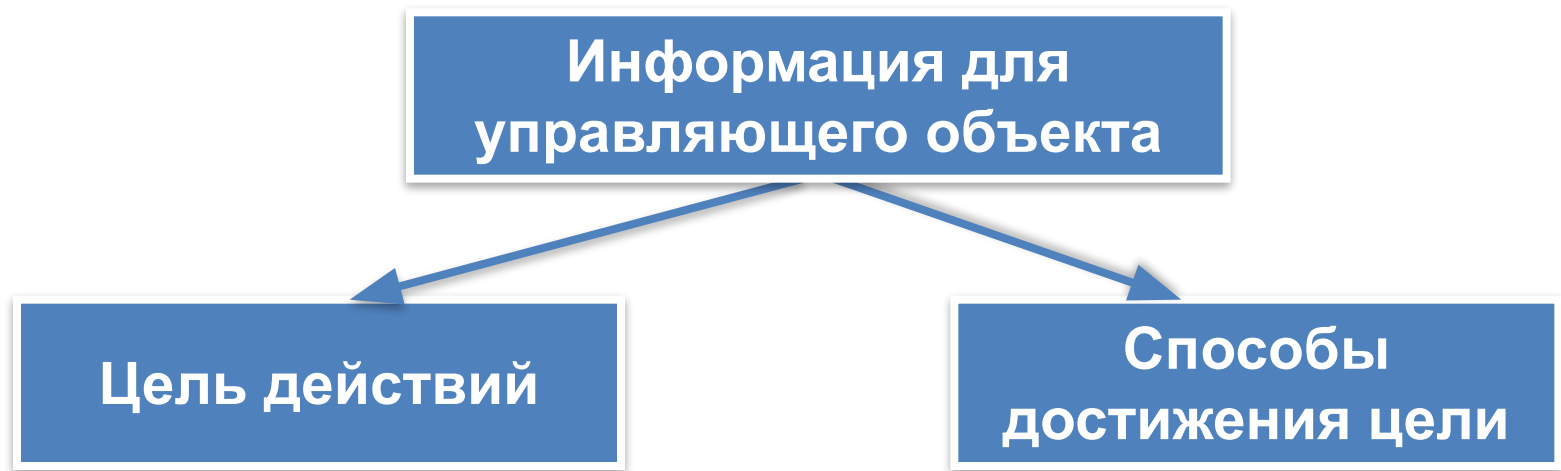 Информация для
управляющего объекта
Цель действий
Способы
достижения цели